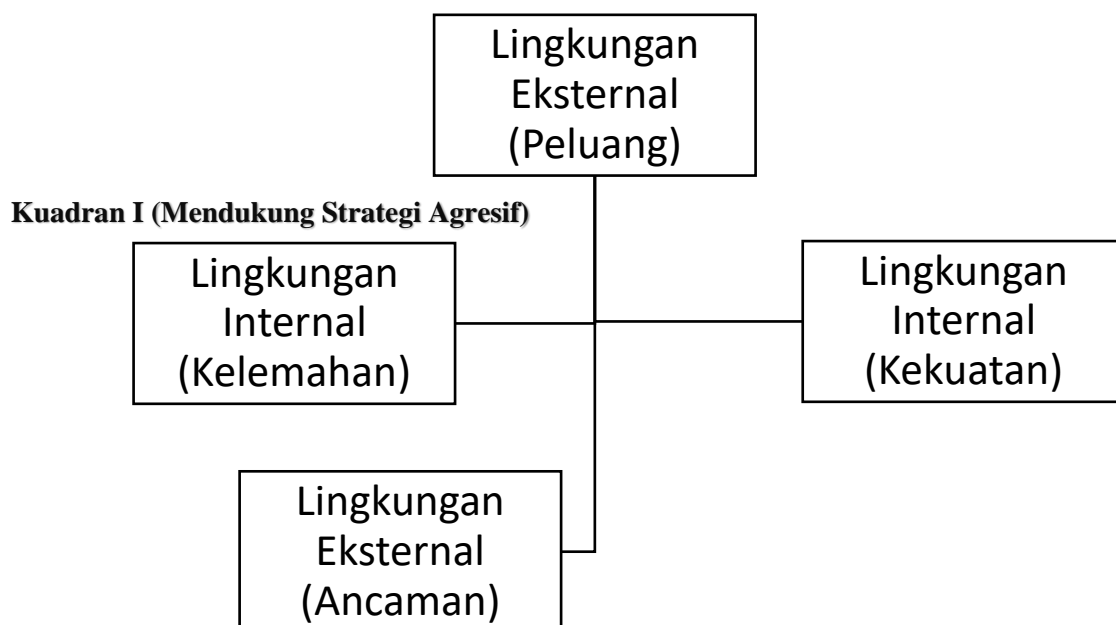 Lingkungan
Eksternal
(Peluang)
Kuadran I (Mendukung Strategi Agresif)
Lingkungan
Internal
(Kelemahan)
Lingkungan
Internal
(Kekuatan)
Lingkungan
Eksternal
(Ancaman)